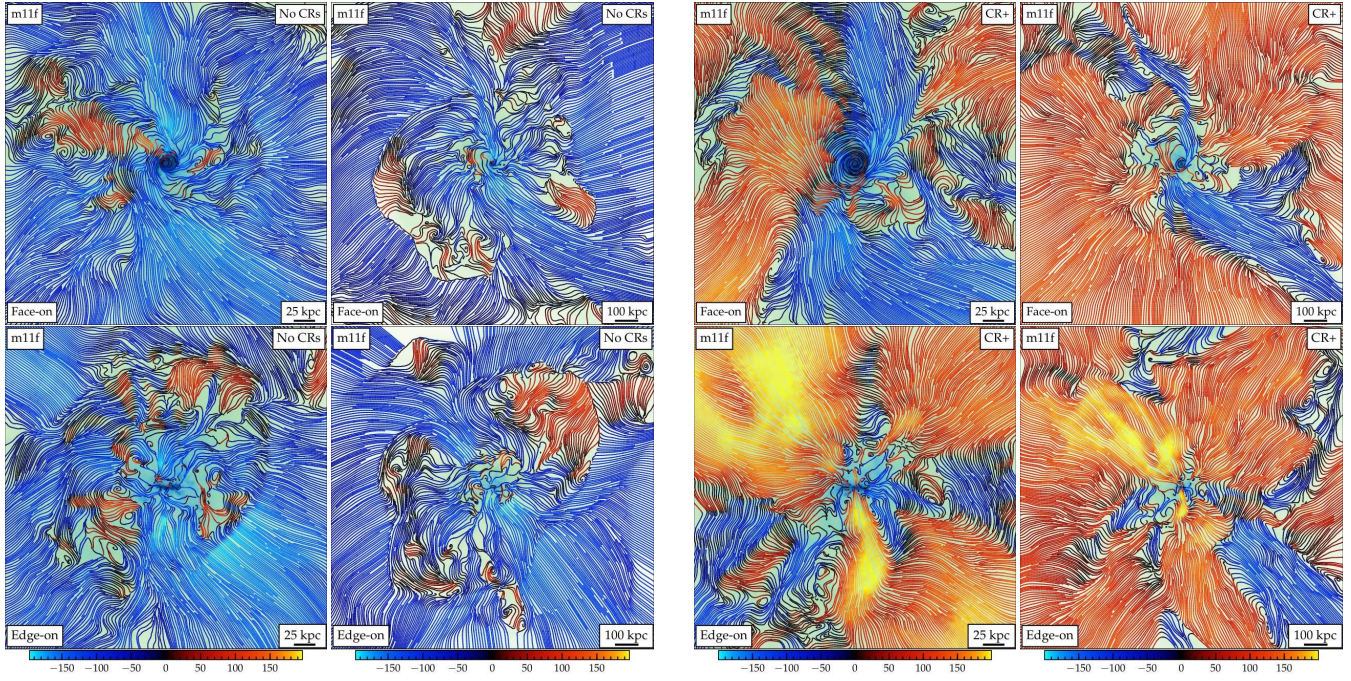 m11f No CRs m11f No CRs m11f CR+ m11f CR+
Face-on 25 kpc Face-on 100 kpc Face-on 25 kpc Face-on 100 kpc
m11f No CRs m11f No CRs m11f CR+ m11f CR+
Edge-on 25 kpc Edge-on 100 kpc Edge-on 25 kpc Edge-on 100 kpc
−150 −100 −50 0 50 100 150 −150 −100 −50 0 50 100 150 −150 −100 −50 0 50 100 150 −150 −100 −50 0 50 100 150